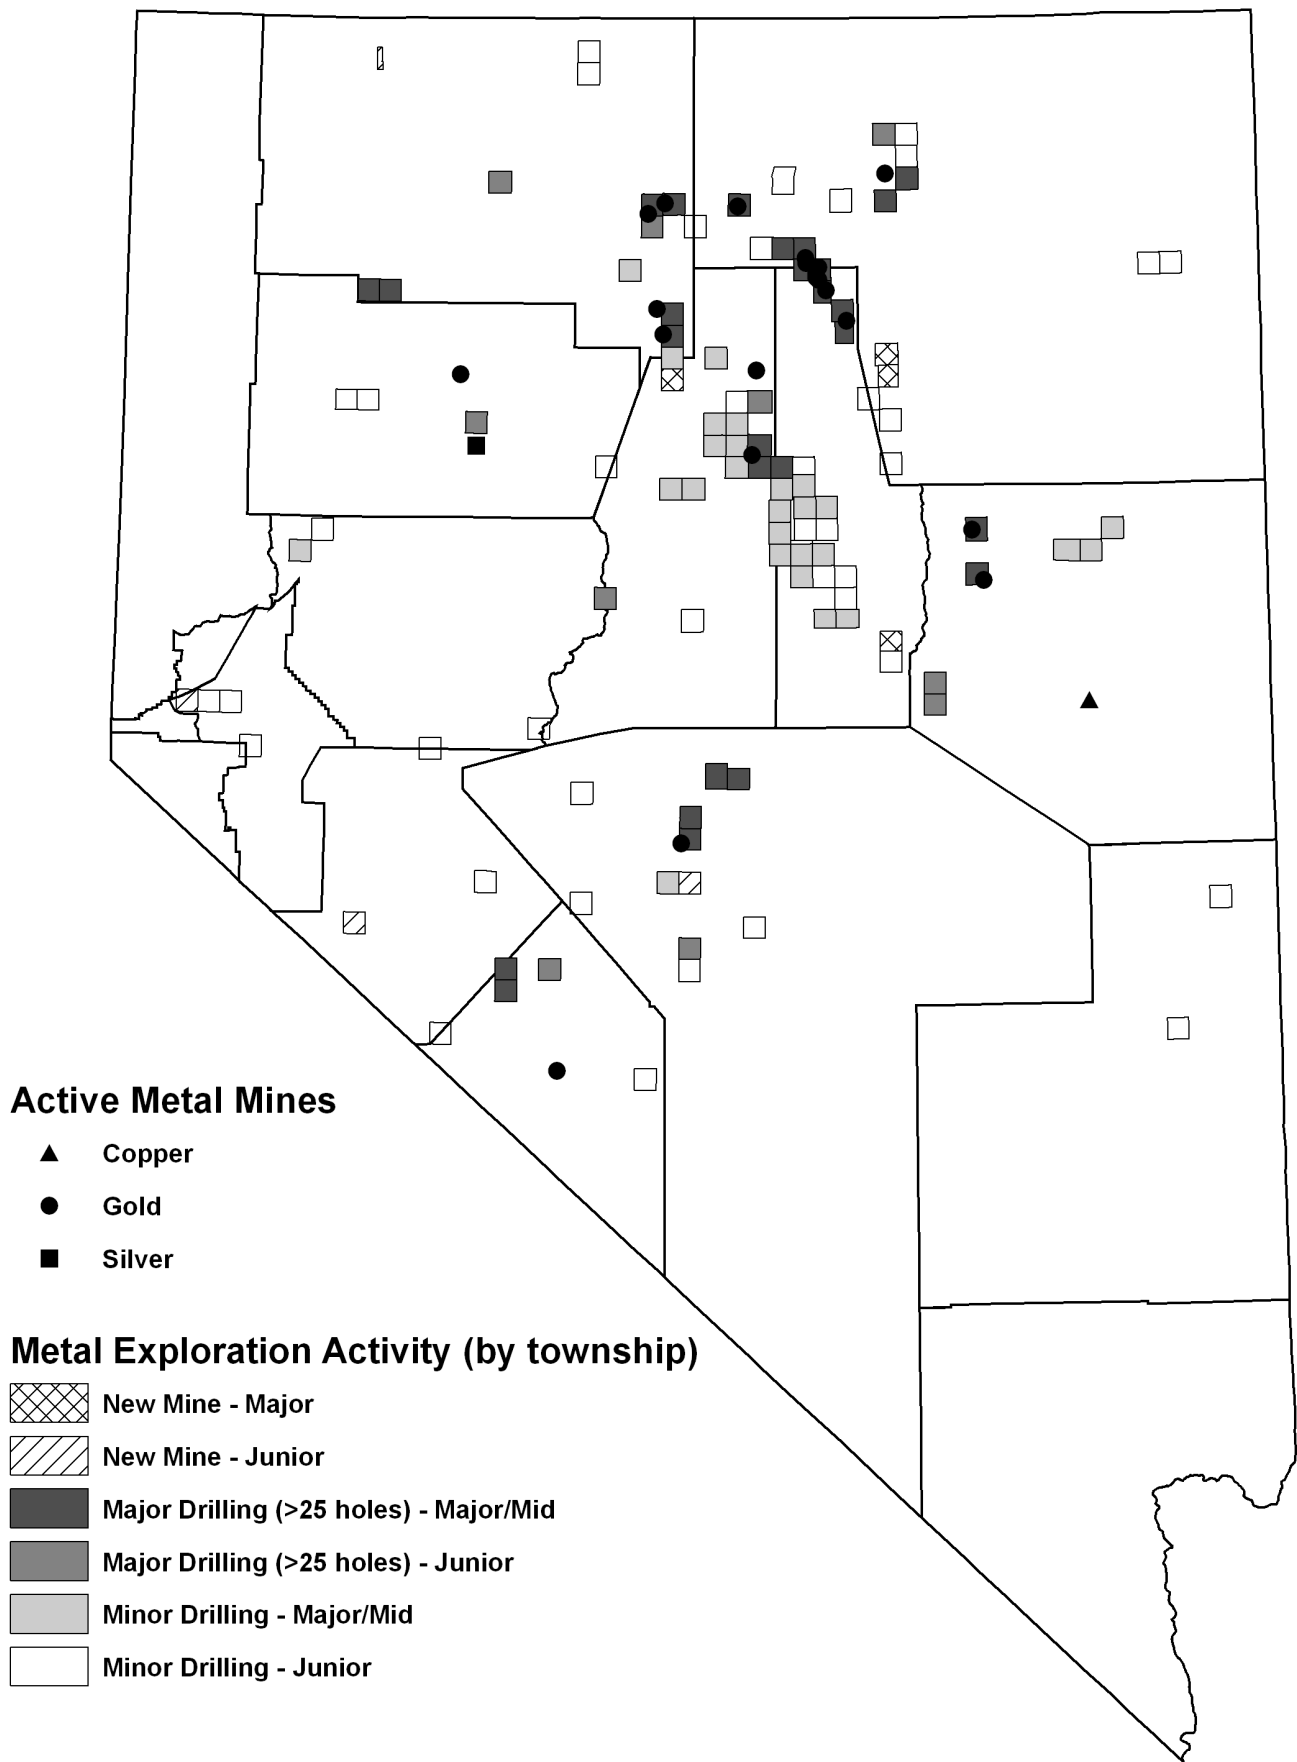 Active Metal Mines
Copper
Gold
Silver
Metal Exploration Activity (by township)
New Mine - Major
New Mine - Junior
Major Drilling (>25 holes) - Major/Mid
Major Drilling (>25 holes) - Junior
Minor Drilling - Major/Mid
Minor Drilling - Junior